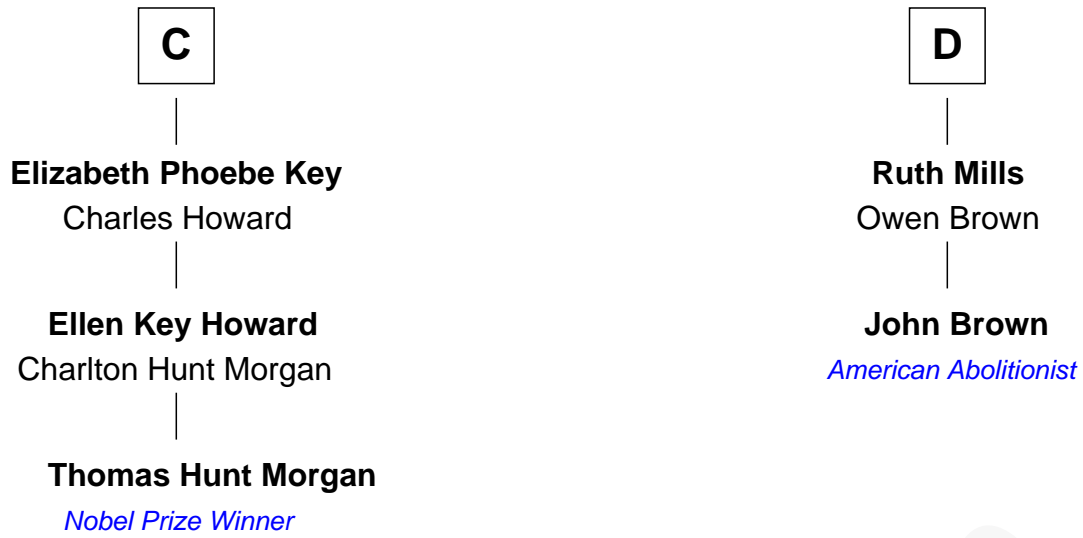 C
Elizabeth Phoebe Key
Charles Howard
Ellen Key Howard
Charlton Hunt Morgan
Thomas Hunt Morgan
Nobel Prize Winner
D
Ruth Mills
Owen Brown
John Brown
American Abolitionist